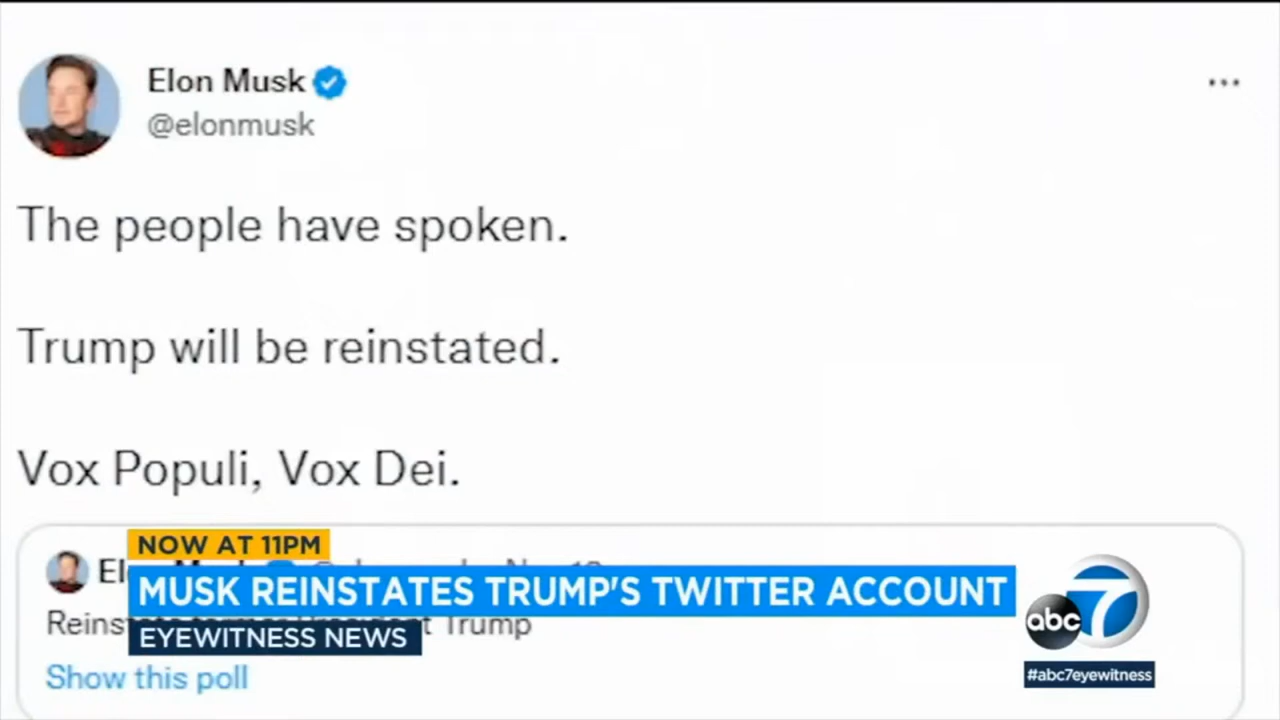 Elon Musk
@elonmusk
The people have spoken.
Trump will be reinstated.
Vox Populi, Vox Dei.
NOW AT 11PM
MUSK REINSTATES TRUMP'S TWITTER ACCOUNT
Trump
EYEWITNESS NEWS
Show this poll
abc 7
#abc7eyewitness